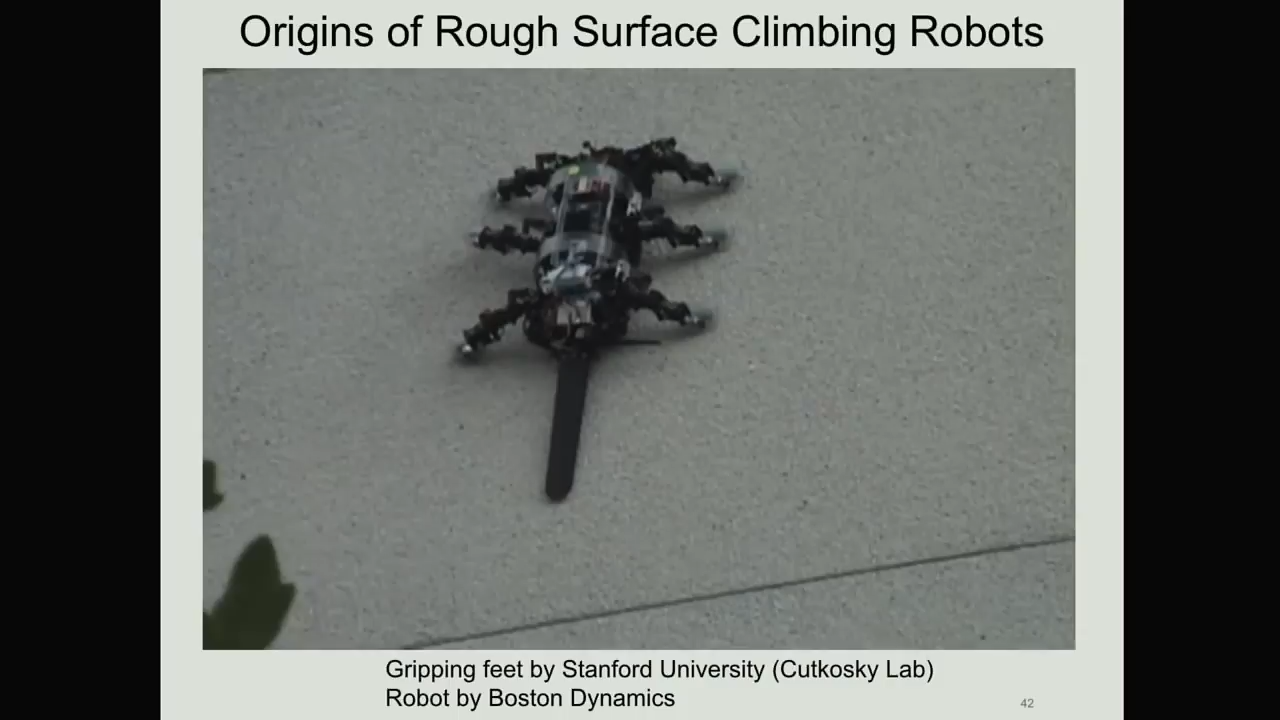 Origins of Rough Surface Climbing Robots
Gripping feet by Stanford University (Cutkosky Lab)
Robot by Boston Dynamics
42